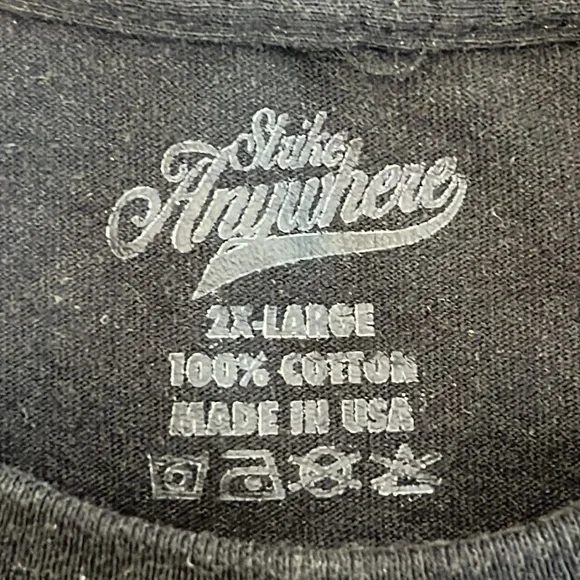 Strike
Anywhere
2X-LARGE
100% COTTON
MADE IN USA